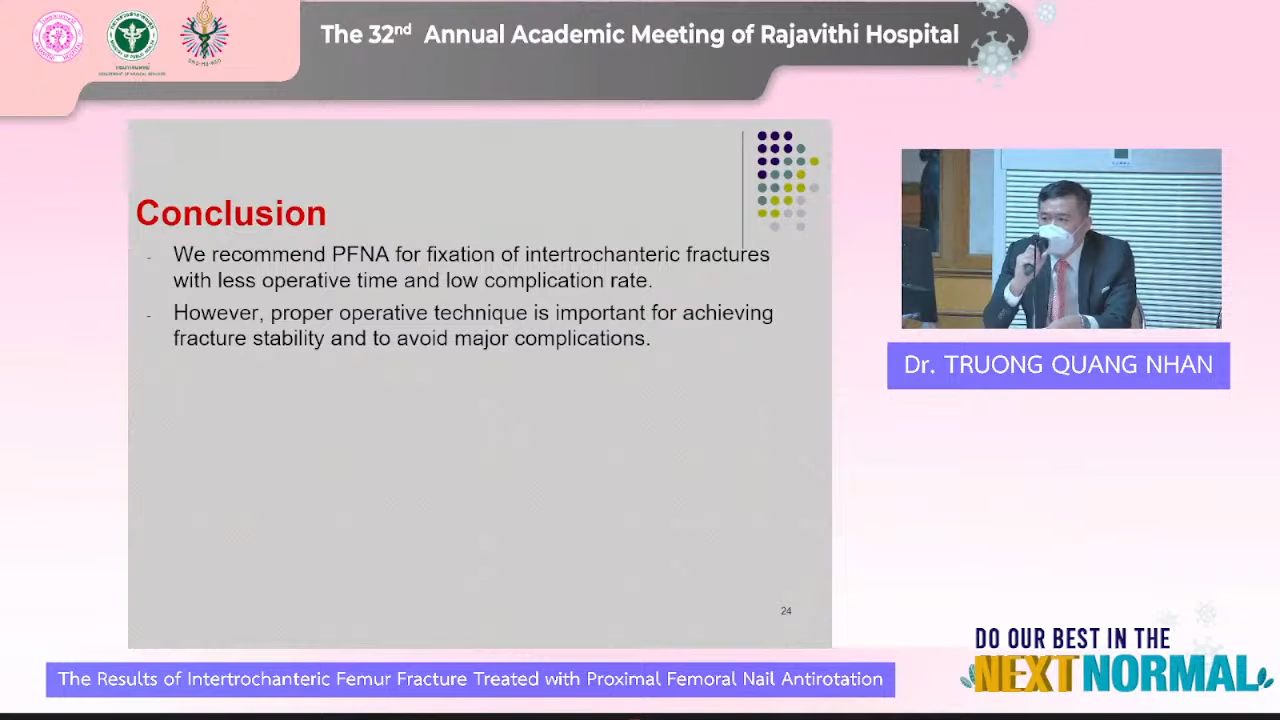 The 32nd Annual Academic Meeting of Rajavithi Hospital
Conclusion
- We recommend PFNA for fixation of intertrochanteric fractures
with less operative time and low complication rate.
- However, proper operative technique is important for achieving
fracture stability and to avoid major complications.
24
Dr. TRUONG QUANG NHAN
The Results of Intertrochanteric Femur Fracture Treated with Proximal Femoral Nail Antirotation
DO OUR BEST IN THE
NEXT NORMAL